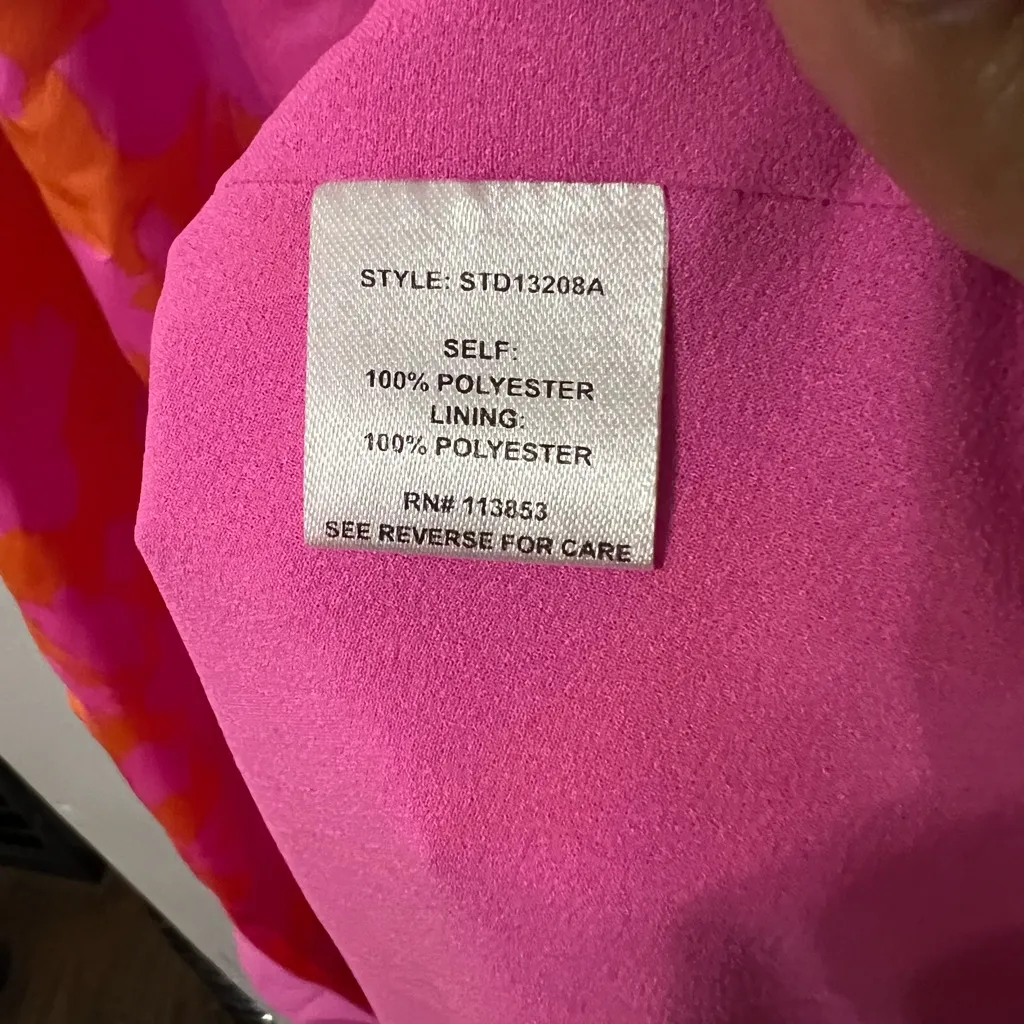 STYLE: STD13208A
SELF:
100% POLYESTER
LINING:
100% POLYESTER
RN# 113853
SEE REVERSE FOR CARE